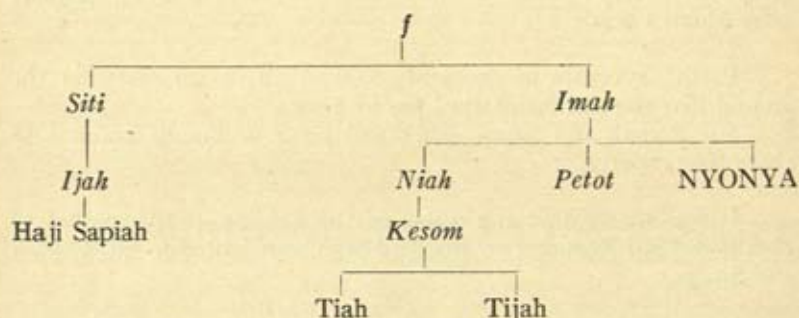 f
Siti Imah
Ijah Niah Petot NYONYA
Haji Sapiah Kesom
Tiah Tijah